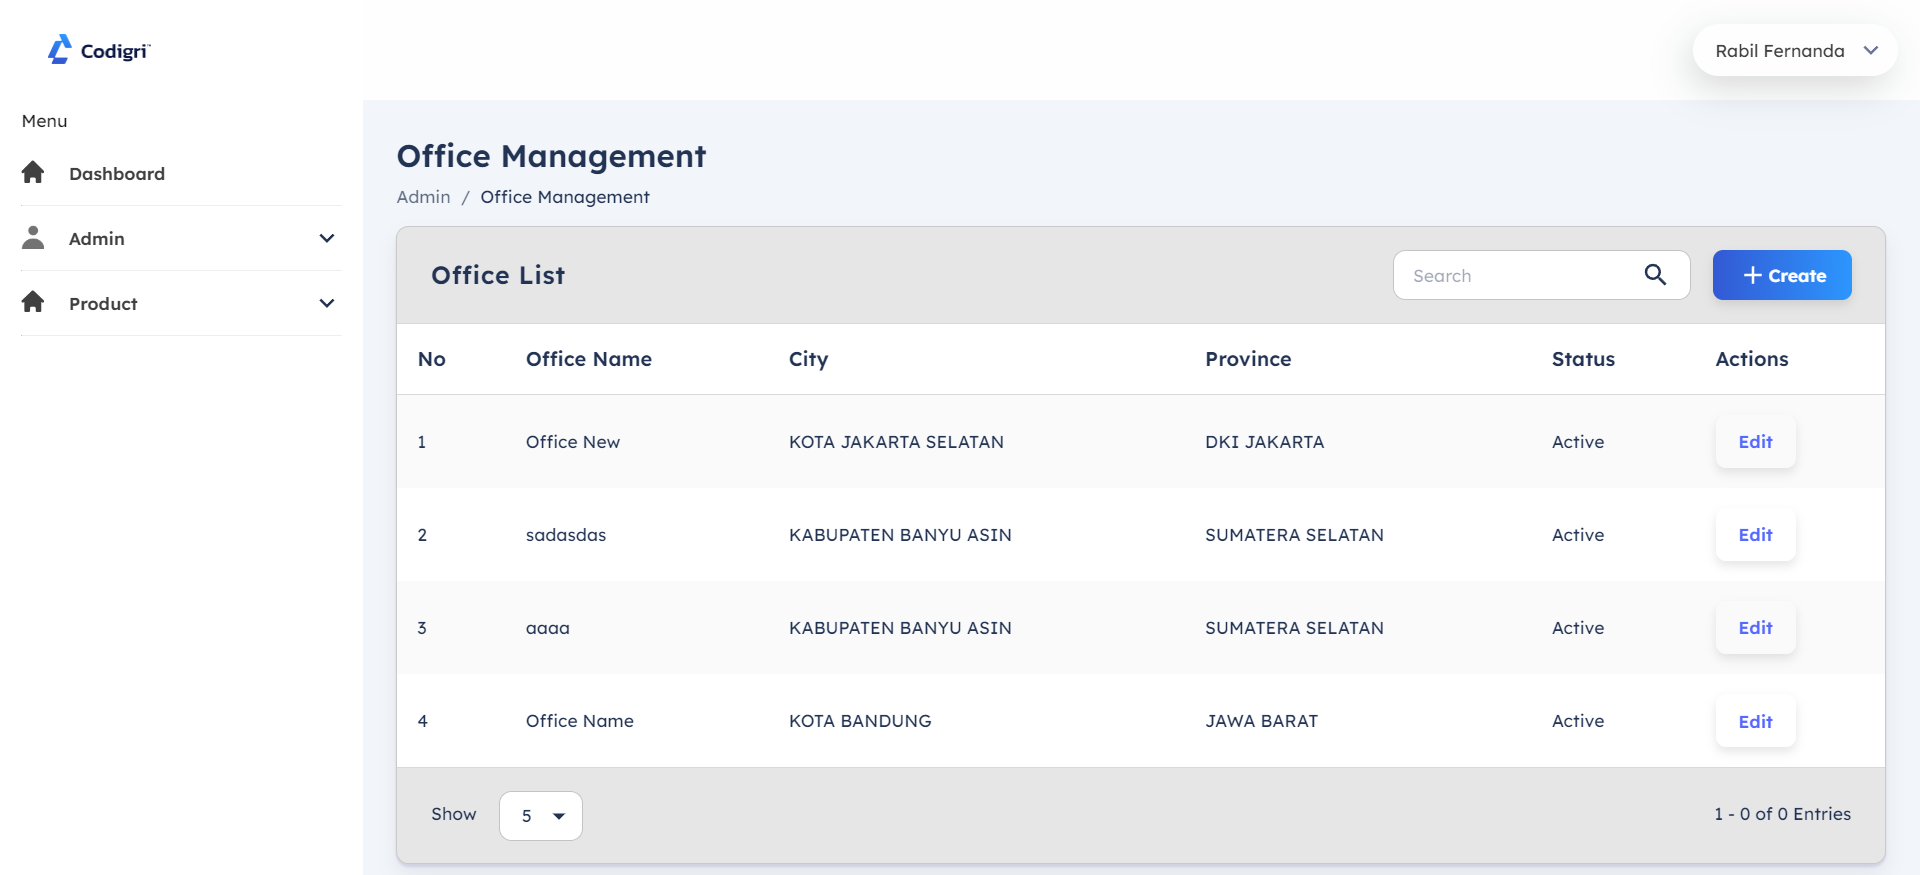 Codigri™
Rabil Fernanda
Menu
Dashboard
Admin
Product
Office Management
Admin / Office Management
Office List
Search
+ Create
No Office Name City Province Status Actions
1 Office New KOTA JAKARTA SELATAN DKI JAKARTA Active Edit
2 sadasdas KABUPATEN BANYU ASIN SUMATERA SELATAN Active Edit
3 aaaa KABUPATEN BANYU ASIN SUMATERA SELATAN Active Edit
4 Office Name KOTA BANDUNG JAWA BARAT Active Edit
Show 5 1 - 0 of 0 Entries